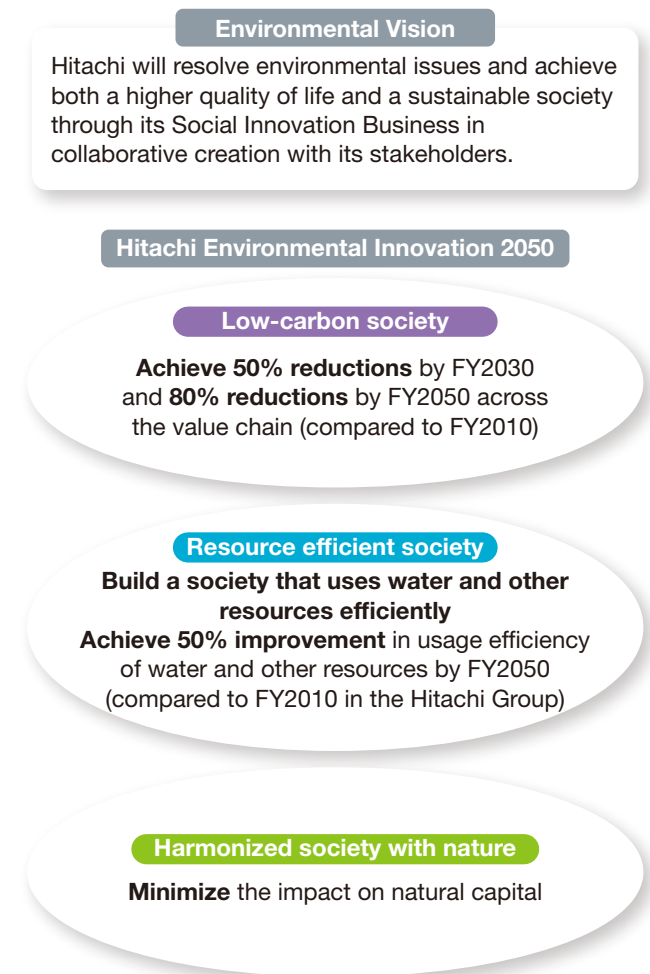 Environmental Vision
Hitachi will resolve environmental issues and achieve
both a higher quality of life and a sustainable society
through its Social Innovation Business in
collaborative creation with its stakeholders.
Hitachi Environmental Innovation 2050
Low-carbon society
Achieve 50% reductions by FY2030
and 80% reductions by FY2050 across
the value chain (compared to FY2010)
Resource efficient society
Build a society that uses water and other
resources efficiently
Achieve 50% improvement in usage efficiency
of water and other resources by FY2050
(compared to FY2010 in the Hitachi Group)
Harmonized society with nature
Minimize the impact on natural capital